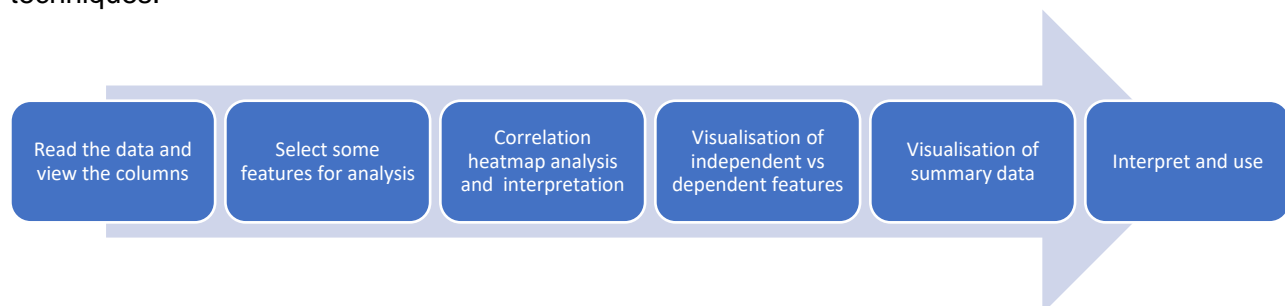 techniques.
Read the data and
view the columns
Select some
features for analysis
Correlation
heatmap analysis
and interpretation
Visualisation of
independent vs
dependent features
Visualisation of
summary data
Interpret and use